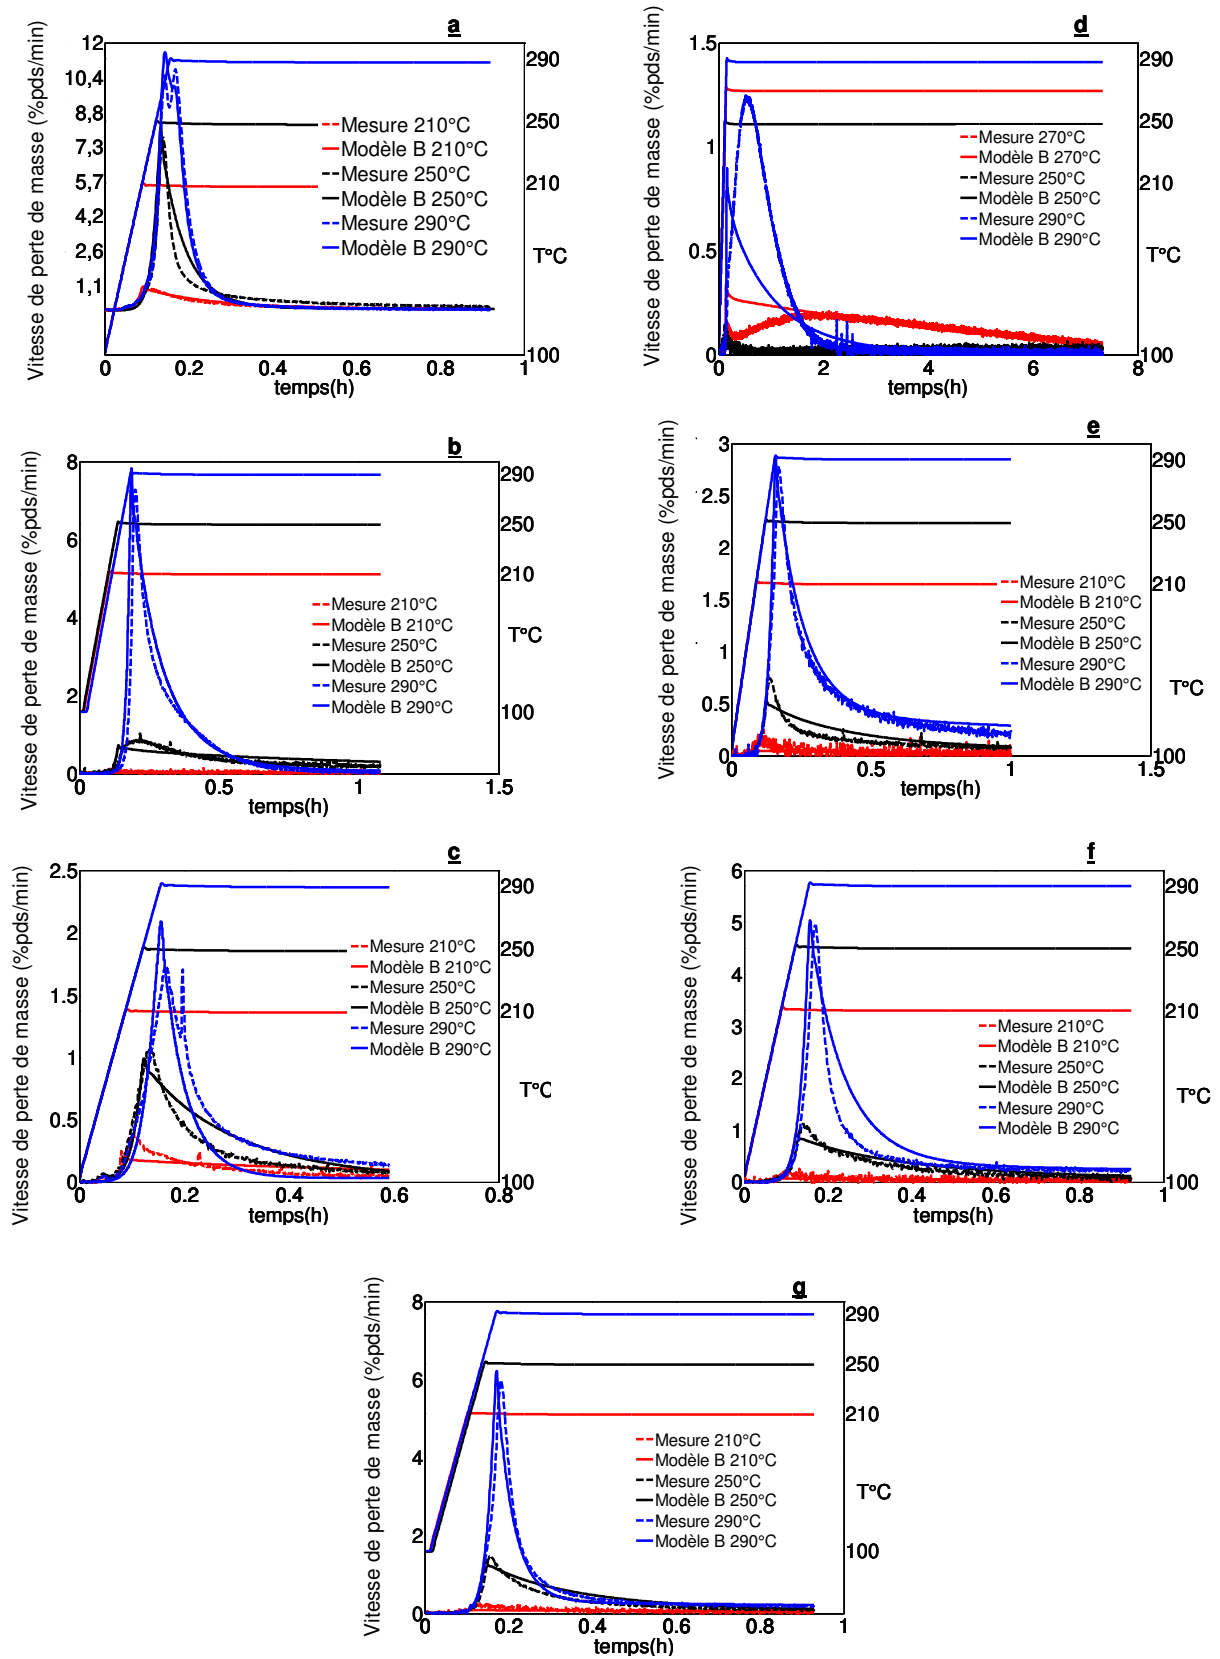 a
Vitesse de perte de masse (%pds/min)
12
10,4
8.8
7,3
5,7
4,2
2,6
1,1
290
250
210
T°C
100
Mesure 210°C
Modèle B 210°C
Mesure 250°C
Modèle B 250°C
Mesure 290°C
Modèle B 290°C
0 0.2 0.4 0.6 0.8 1
temps(h)
d
Vitesse de perte de masse (%pds/min)
1.5
1
0.5
0
290
250
210
T°C
100
Mesure 270°C
Modèle B 270°C
Mesure 250°C
Modèle B 250°C
Mesure 290°C
Modèle B 290°C
0 2 4 6 8
temps(h)
b
Vitesse de perte de masse (%pds/min)
8
6
4
2
0
290
250
210
T°C
100
Mesure 210°C
Modèle B 210°C
Mesure 250°C
Modèle B 250°C
Mesure 290°C
Modèle B 290°C
0 0.5 1 1.5
temps(h)
e
Vitesse de perte de masse (%pds/min)
3
2.5
2
1.5
1
0.5
0
290
250
210
T°C
100
Mesure 210°C
Modèle B 210°C
Mesure 250°C
Modèle B 250°C
Mesure 290°C
Modèle B 290°C
0 0.5 1 1.5
temps(h)
c
Vitesse de perte de masse (%pds/min)
2.5
2
1.5
1
0.5
0
290
250
210
T°C
100
Mesure 210°C
Modèle B 210°C
Mesure 250°C
Modèle B 250°C
Mesure 290°C
Modèle B 290°C
0 0.2 0.4 0.6 0.8
temps(h)
f
Vitesse de perte de masse (%pds/min)
6
5
4
3
2
1
0
290
250
210
T°C
100
Mesure 210°C
Modèle B 210°C
Mesure 250°C
Modèle B 250°C
Mesure 290°C
Modèle B 290°C
0 0.2 0.4 0.6 0.8 1
temps(h)
g
Vitesse de perte de masse (%pds/min)
8
6
4
2
0
290
250
210
T°C
100
Mesure 210°C
Modèle B 210°C
Mesure 250°C
Modèle B 250°C
Mesure 290°C
Modèle B 290°C
0 0.2 0.4 0.6 0.8 1
temps(h)